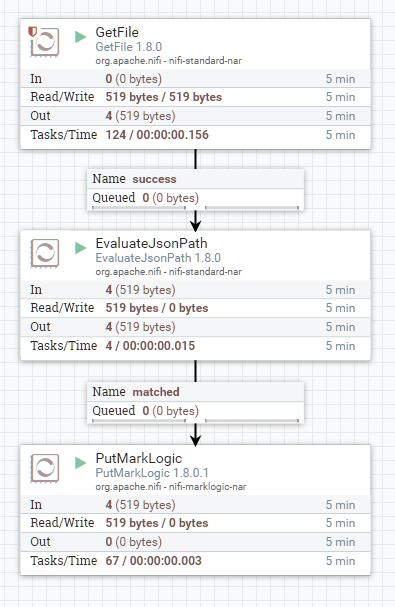 GetFile
GetFile 1.8.0
org.apache.nifi - nifi-standard-nar
In 0 (0 bytes) 5 min
Read/Write 519 bytes / 519 bytes 5 min
Out 4 (519 bytes) 5 min
Tasks/Time 124 / 00:00:00.156 5 min
Name success
Queued 0 (0 bytes)
EvaluateJsonPath
EvaluateJsonPath 1.8.0
org.apache.nifi - nifi-standard-nar
In 4 (519 bytes) 5 min
Read/Write 519 bytes / 0 bytes 5 min
Out 4 (519 bytes) 5 min
Tasks/Time 4 / 00:00:00.015 5 min
Name matched
Queued 0 (0 bytes)
PutMarkLogic
PutMarkLogic 1.8.0.1
org.apache.nifi - nifi-marklogic-nar
In 4 (519 bytes) 5 min
Read/Write 519 bytes / 0 bytes 5 min
Out 0 (0 bytes) 5 min
Tasks/Time 67 / 00:00:00.003 5 min